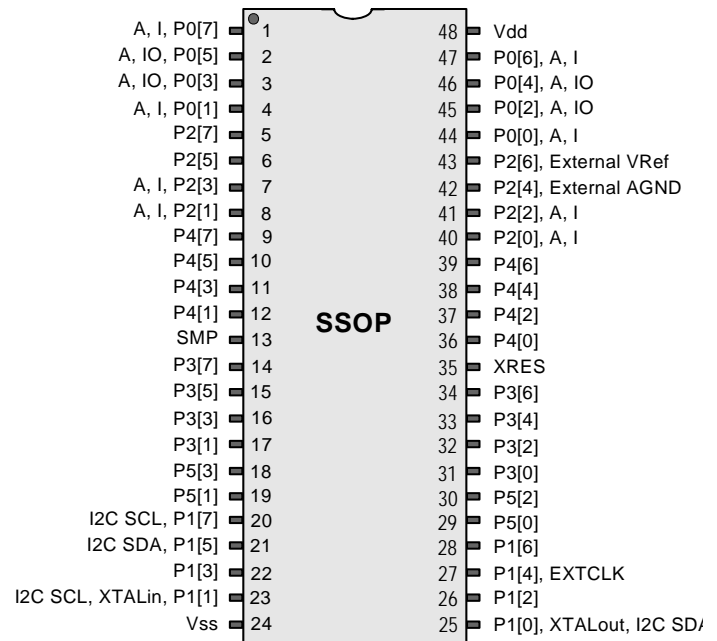 A, I, P0[7] 1 48 Vdd
A, IO, P0[5] 2 47 P0[6], A, I
A, IO, P0[3] 3 46 P0[4], A, IO
A, I, P0[1] 4 45 P0[2], A, IO
P2[7] 5 44 P0[0], A, I
P2[5] 6 43 P2[6], External VRef
A, I, P2[3] 7 42 P2[4], External AGND
A, I, P2[1] 8 41 P2[2], A, I
P4[7] 9 40 P2[0], A, I
P4[5] 10 39 P4[6]
P4[3] 11 38 P4[4]
P4[1] 12 37 P4[2]
SSOP
SMP 13 36 P4[0]
P3[7] 14 35 XRES
P3[5] 15 34 P3[6]
P3[3] 16 33 P3[4]
P3[1] 17 32 P3[2]
P5[3] 18 31 P3[0]
P5[1] 19 30 P5[2]
I2C SCL, P1[7] 20 29 P5[0]
I2C SDA, P1[5] 21 28 P1[6]
P1[3] 22 27 P1[4], EXTCLK
I2C SCL, XTALin, P1[1] 23 26 P1[2]
Vss 24 25 P1[0], XTALout, I2C SDA